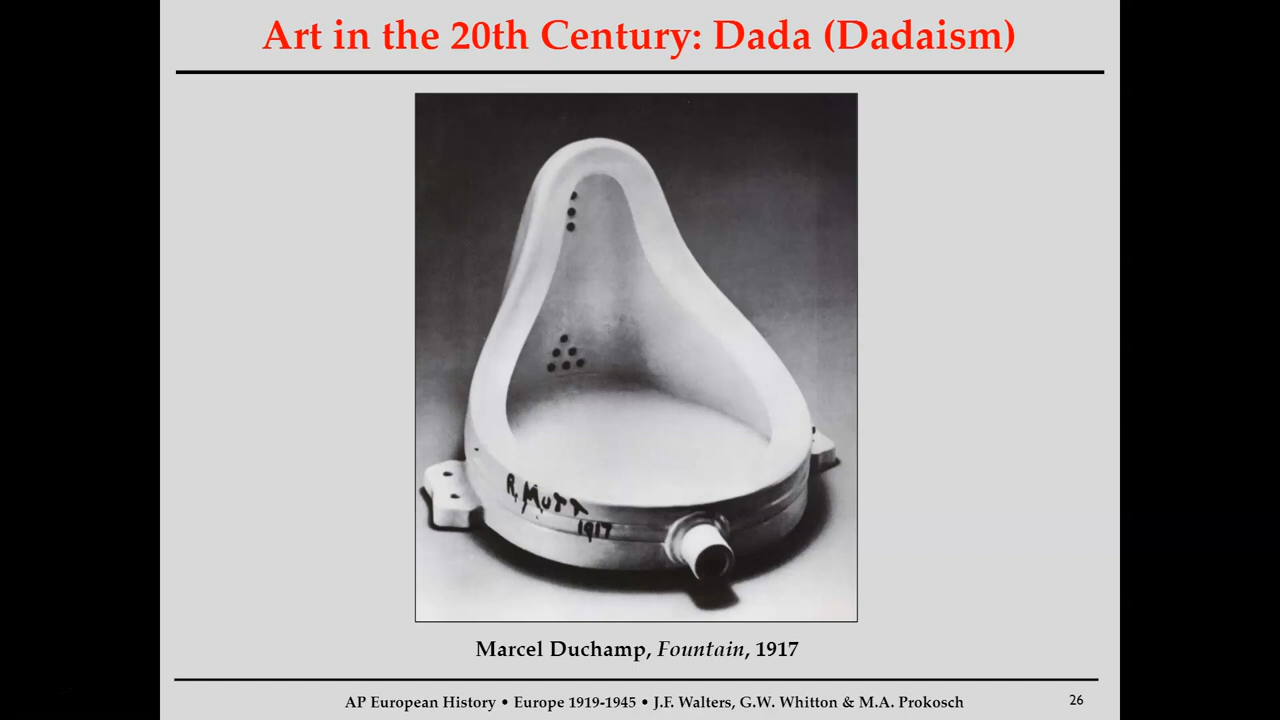 Art in the 20th Century: Dada (Dadaism)
R. MUTT
1917
Marcel Duchamp, Fountain, 1917
AP European History • Europe 1919-1945 • J.F. Walters, G.W. Whitton & M.A. Prokosch
26